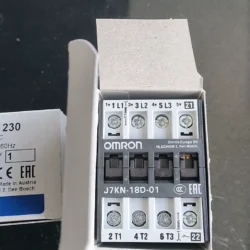 230
60Hz
1
Made in Austria
1 L1
3 L2
5 L3
21
OMRON
J7KN-18D-01
EAC
2 T1
4 T2
6 T3
22